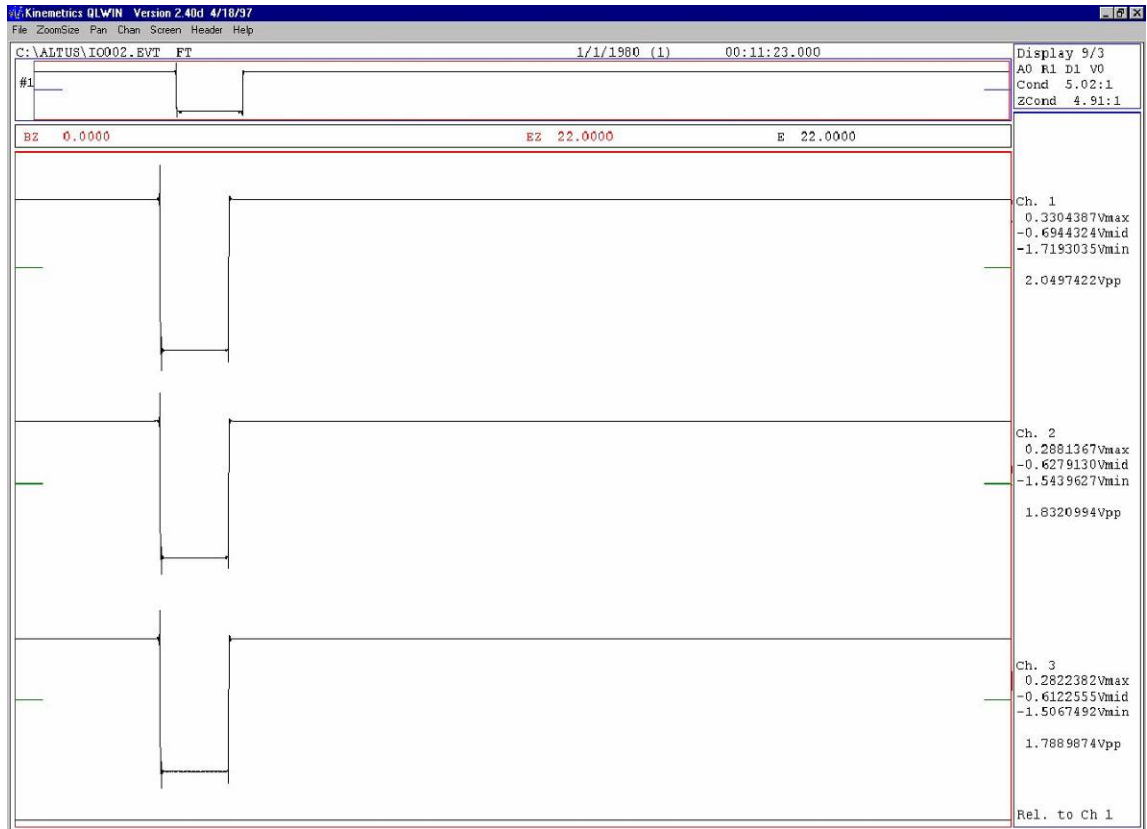 Kinemetrics QLWIN Version 2.40d 4/18/97
File ZoomSize Pan Chan Screen Header Help
C:\ALTUS\IO002.EVT FT 1/1/1980 (1) 00:11:23.000
Display 9/3
A0 R1 D1 V0
Cond 5.02:1
ZCond 4.91:1
#1
BZ 0.0000 EZ 22.0000 E 22.0000
Ch. 1
0.3304387Vmax
-0.6944324Vmid
-1.7193035Vmin
2.0497422Vpp
Ch. 2
0.2881367Vmax
-0.6279130Vmid
-1.5439627Vmin
1.8320994Vpp
Ch. 3
0.2822382Vmax
-0.6122555Vmid
-1.5067492Vmin
1.7889874Vpp
Rel. to Ch 1